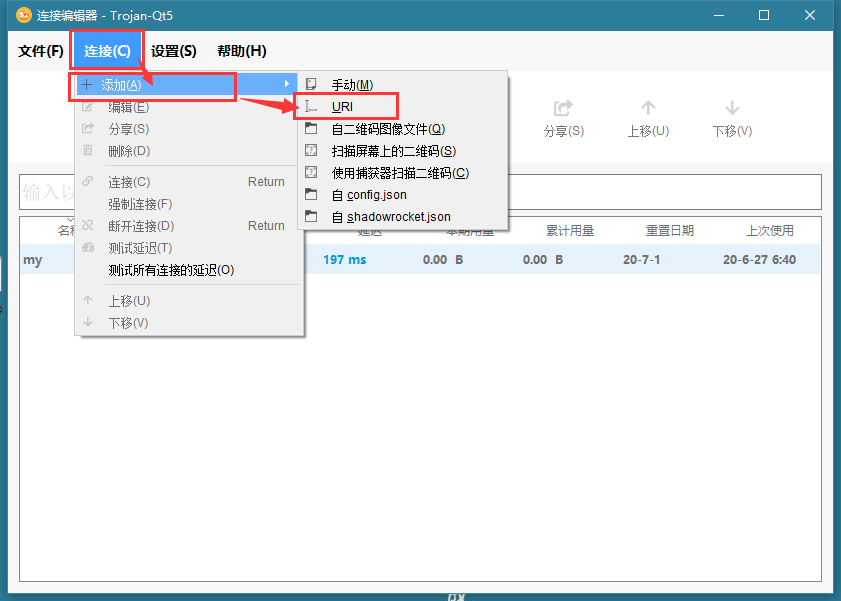 连接编辑器 - Trojan-Qt5
文件(F) 连接(C) 设置(S) 帮助(H)
添加(A)
编辑(E)
分享(S)
删除(D)
连接(C) Return
强制连接(F)
断开连接(D) Return
测试延迟(T)
测试所有连接的延迟(O)
上移(U)
下移(V)
手动(M)
URI
自二维码图像文件(Q)
扫描屏幕上的二维码(S)
使用捕获器扫描二维码(C)
自 config.json
自 shadowrocket.json
分享(S) 上移(U) 下移(V)
输入以
名称 延迟 本期用量 累计用量 重置日期 上次使用
my 197 ms 0.00 B 0.00 B 20-7-1 20-6-27 6:40